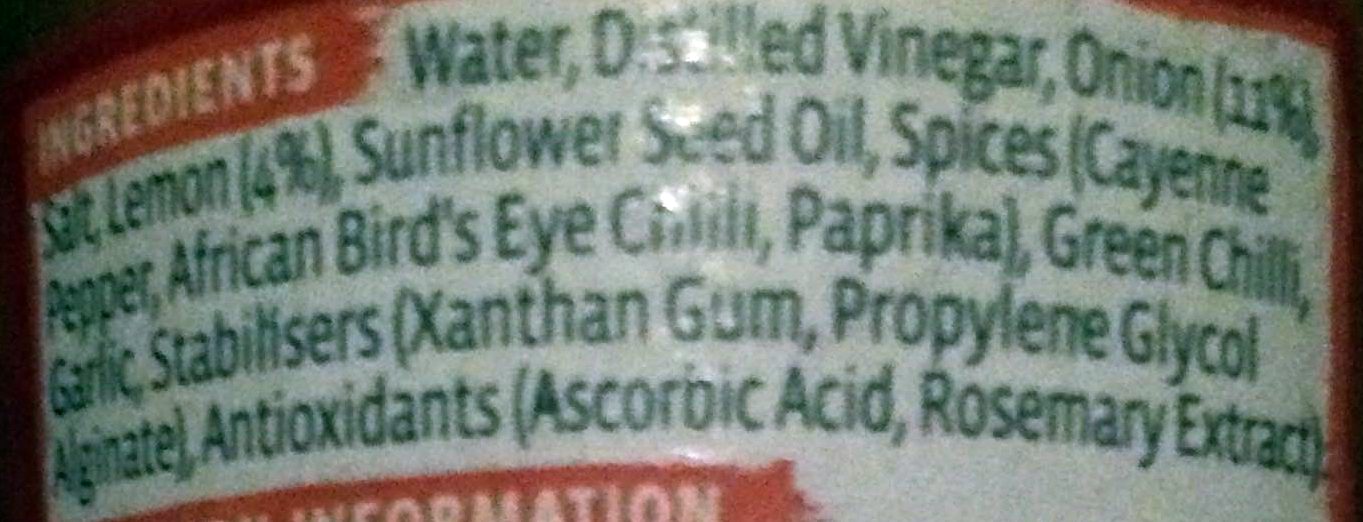 INGREDIENTS Water, Distilled Vinegar, Onion (11%),
Salt, Lemon (4%), Sunflower Seed Oil, Spices (Cayenne
Pepper, African Bird's Eye Chilli, Paprika), Green Chilli,
Garlic, Stabilisers (Xanthan Gum, Propylene Glycol
Alginate), Antioxidants (Ascorbic Acid, Rosemary Extract).
INFORMATION